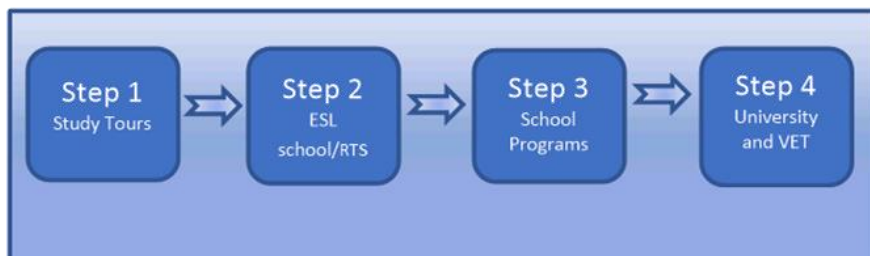 Step 1
Study Tours
Step 2
ESL
school/RTS
Step 3
School
Programs
Step 4
University
and VET